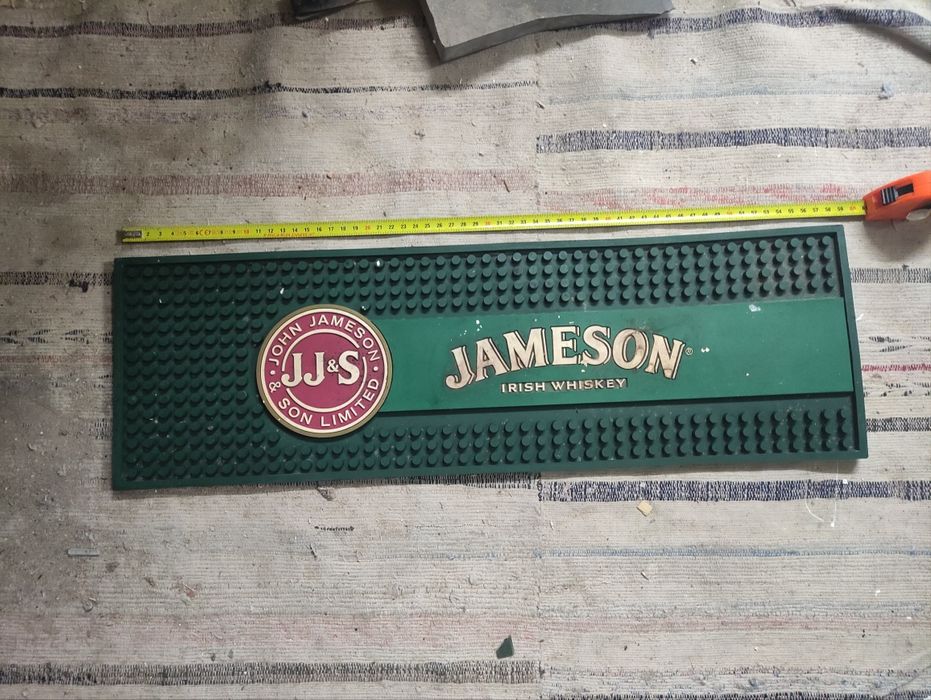 JOHN JAMESON
JJ&S
& SON LIMITED
JAMESON®
IRISH WHISKEY